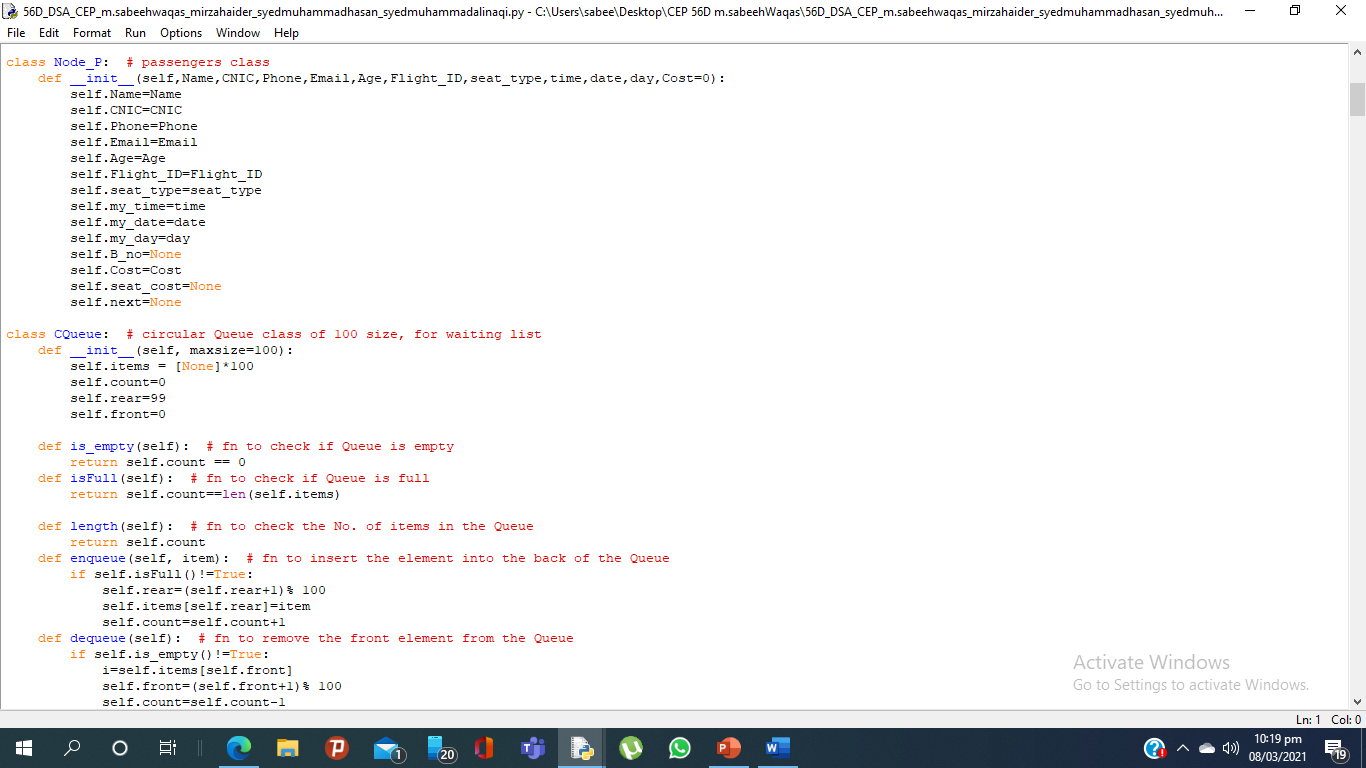 56D_DSA_CEP_m.sabeehwaqas_mirzahaider_syedmuhammadhasan_syedmuhammadalinaqi.py - C:\Users\sabee\Desktop\CEP 56D m.sabeehWaqas\56D_DSA_CEP_m.sabeehwaqas_mirzahaider_syedmuhammadhasan_syedmuh...
File Edit Format Run Options Window Help
class Node_P:  # passengers class
    def __init__(self,Name,CNIC,Phone,Email,Age,Flight_ID,seat_type,time,date,day,Cost=0):
        self.Name=Name
        self.CNIC=CNIC
        self.Phone=Phone
        self.Email=Email
        self.Age=Age
        self.Flight_ID=Flight_ID
        self.seat_type=seat_type
        self.my_time=time
        self.my_date=date
        self.my_day=day
        self.B_no=None
        self.Cost=Cost
        self.seat_cost=None
        self.next=None
class CQueue:  # circular Queue class of 100 size, for waiting list
    def __init__(self, maxsize=100):
        self.items = [None]*100
        self.count=0
        self.rear=99
        self.front=0
    def is_empty(self):  # fn to check if Queue is empty
        return self.count == 0
    def isFull(self):  # fn to check if Queue is full
        return self.count==len(self.items)
    def length(self):  # fn to check the No. of items in the Queue
        return self.count
    def enqueue(self, item):  # fn to insert the element into the back of the Queue
        if self.isFull()!=True:
            self.rear=(self.rear+1)% 100
            self.items[self.rear]=item
            self.count=self.count+1
    def dequeue(self):  # fn to remove the front element from the Queue
        if self.is_empty()!=True:
            i=self.items[self.front]
            self.front=(self.front+1)% 100
            self.count=self.count-1
Activate Windows
Go to Settings to activate Windows.
Ln: 1 Col: 0
1
20
10:19 pm
08/03/2021
19